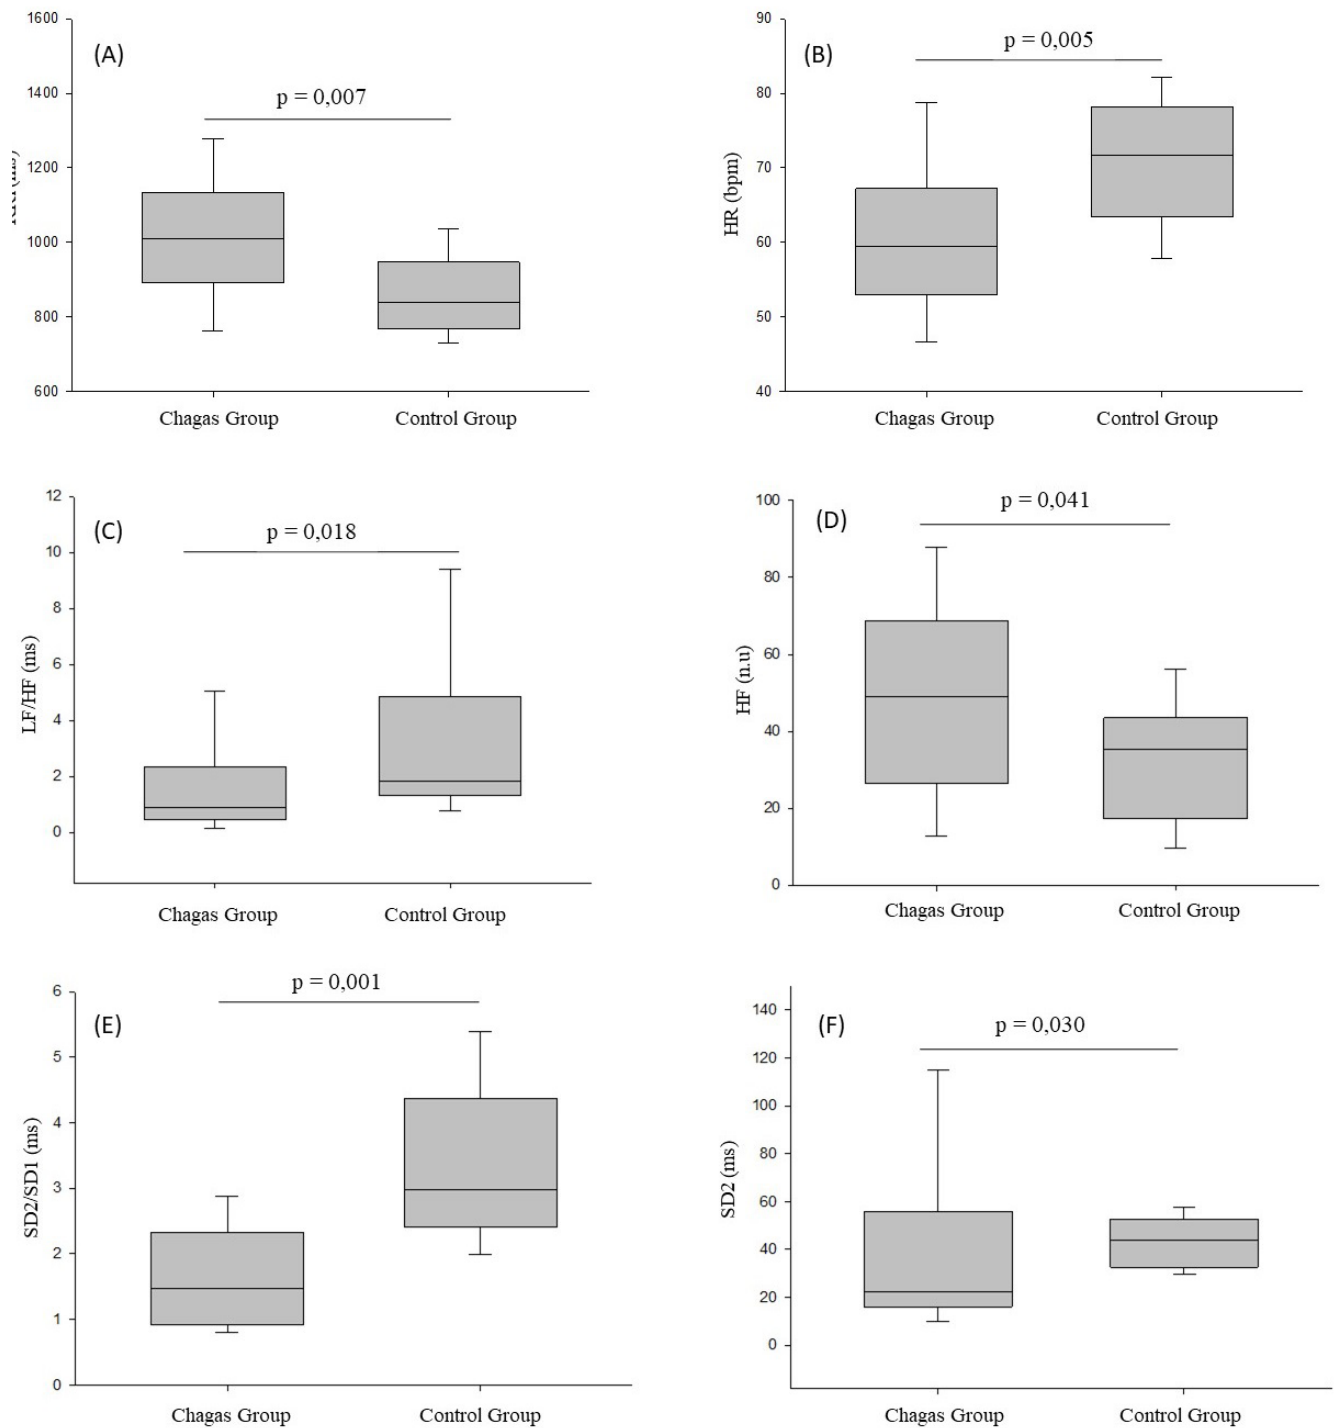 1600
(A)
p = 0,007
1400
1200
1000
800
600
Chagas Group
Control Group
90
(B)
p = 0,005
80
70
HR (bpm)
60
50
40
Chagas Group
Control Group
12
(C)
p = 0,018
10
8
6
LF/HF (ms)
4
2
0
Chagas Group
Control Group
100
(D)
p = 0,041
80
60
HF (n.u)
40
20
0
Chagas Group
Control Group
6
(E)
p = 0,001
5
4
SD2/SD1 (ms)
3
2
1
0
Chagas Group
Control Group
140
(F)
p = 0,030
120
100
80
SD2 (ms)
60
40
20
0
Chagas Group
Control Group